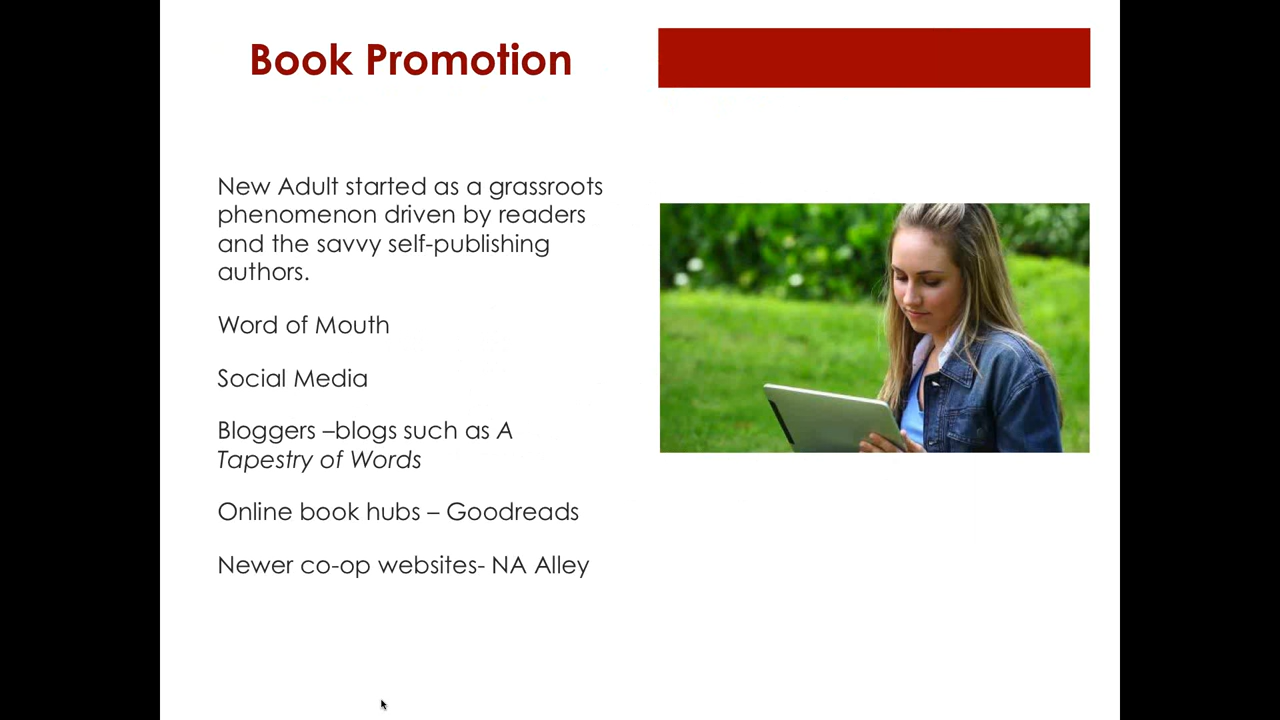 Book Promotion
New Adult started as a grassroots
phenomenon driven by readers
and the savvy self-publishing
authors.
Word of Mouth
Social Media
Bloggers –blogs such as A
Tapestry of Words
Online book hubs – Goodreads
Newer co-op websites- NA Alley